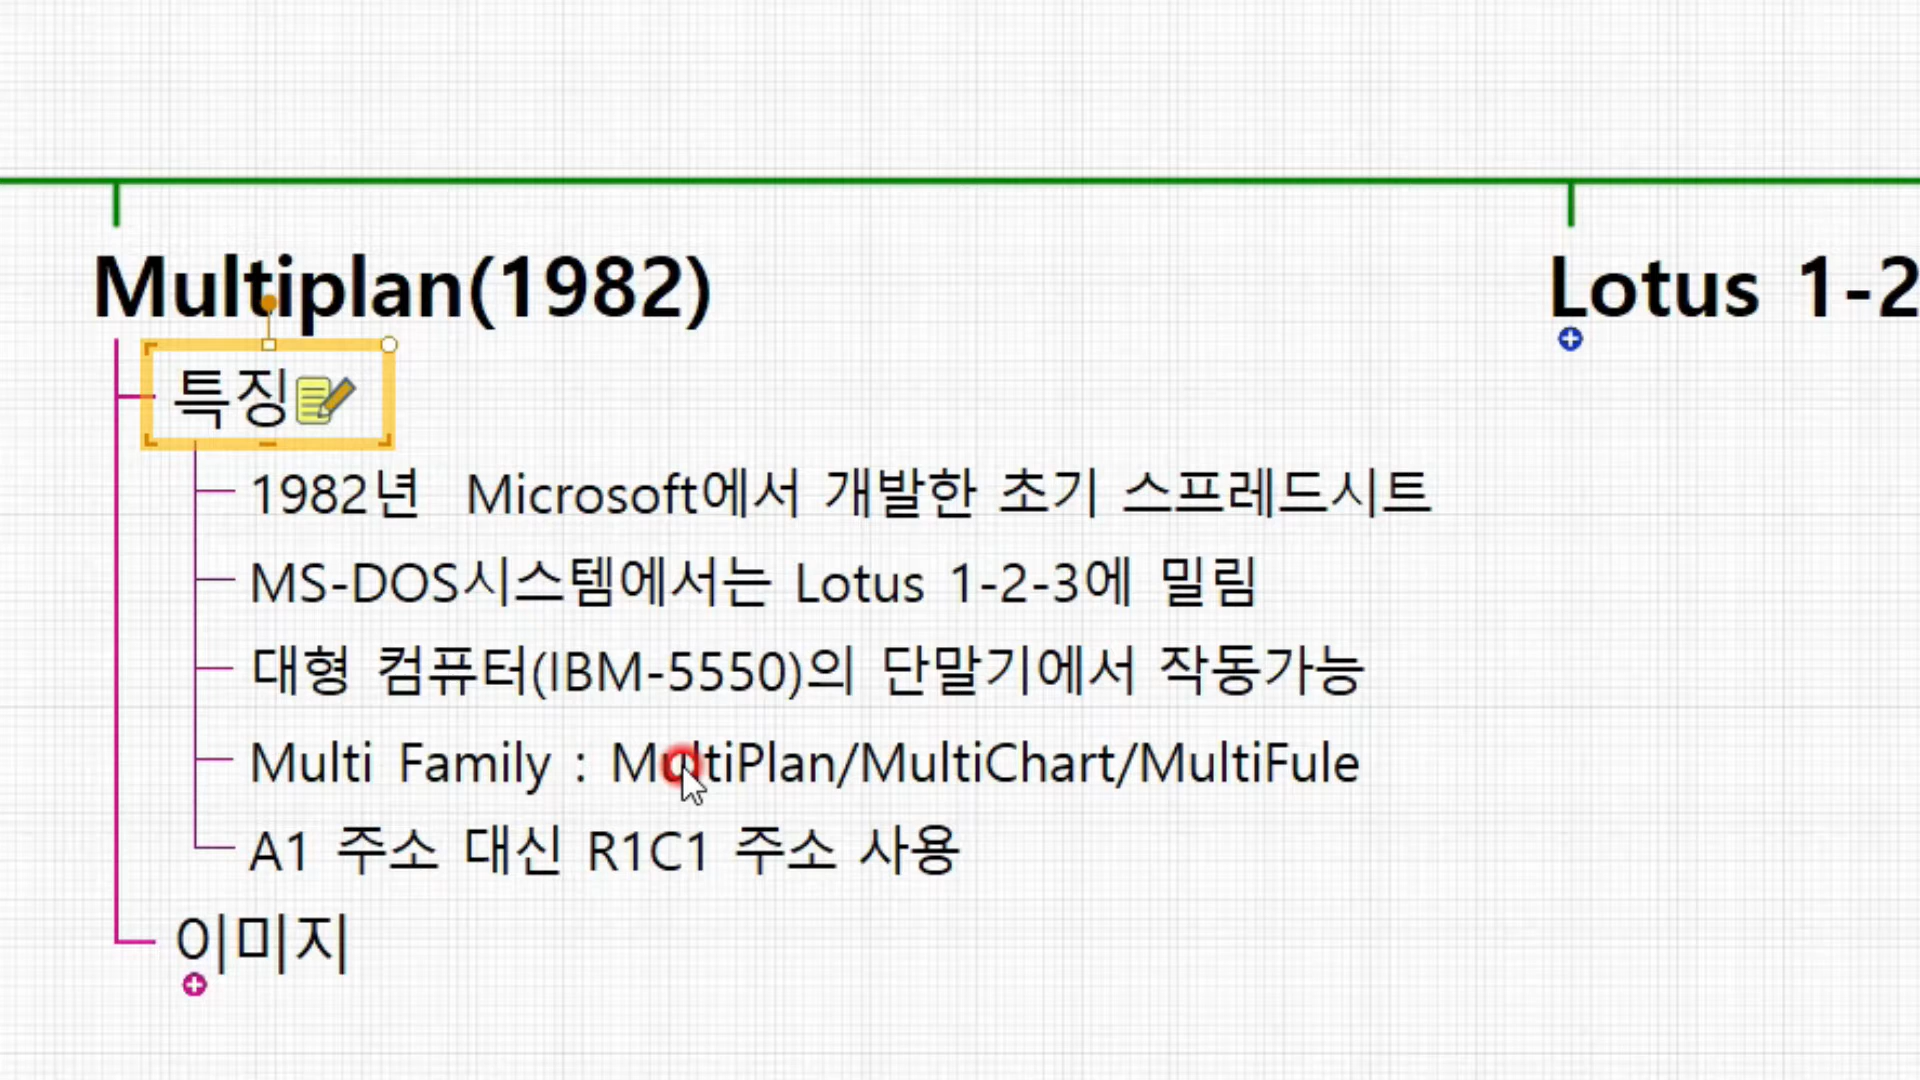 Multiplan(1982)
Lotus 1-2
특징
1982년 Microsoft에서 개발한 초기 스프레드시트
MS-DOS시스템에서는 Lotus 1-2-3에 밀림
대형 컴퓨터(IBM-5550)의 단말기에서 작동가능
Multi Family : MultiPlan/MultiChart/MultiFule
A1 주소 대신 R1C1 주소 사용
이미지